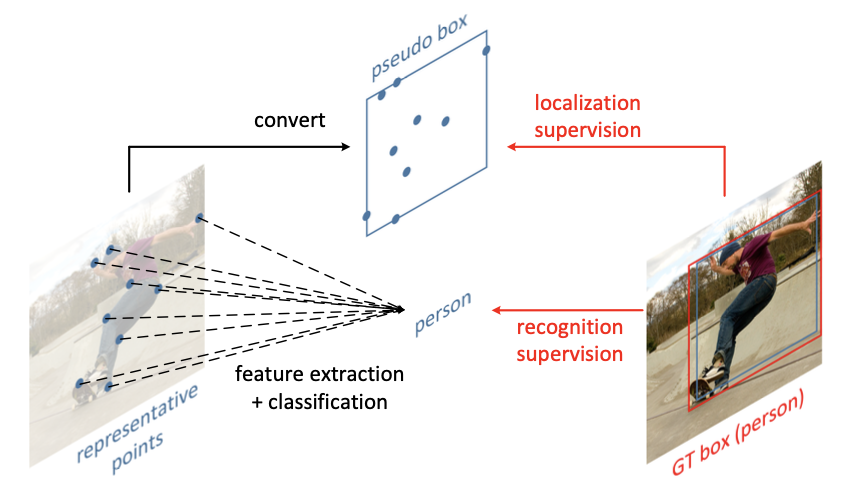 pseudo box
convert
localization
supervision
person
recognition
supervision
feature extraction
+ classification
representative
points
GT box (person)